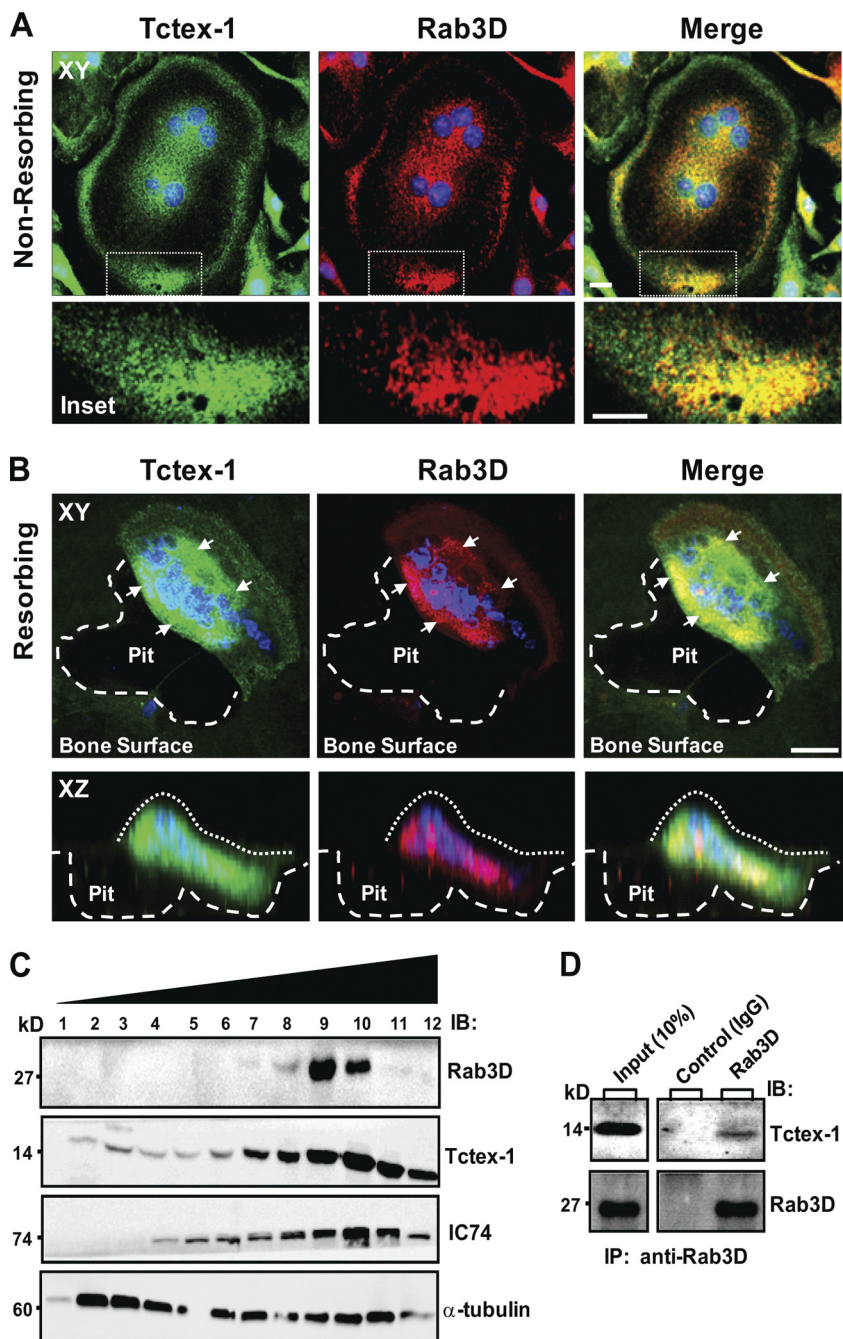 A
Tctex-1 Rab3D Merge
Non-Resorbing
XY
Inset
B
Tctex-1 Rab3D Merge
Resorbing
XY
Pit Pit Pit
Bone Surface Bone Surface Bone Surface
XZ
Pit Pit Pit
C
kD 1 2 3 4 5 6 7 8 9 10 11 12 IB:
27 Rab3D
14 Tctex-1
74 IC74
60 α-tubulin
D
Input (10%) Control (IgG) Rab3D
kD IB:
14 Tctex-1
27 Rab3D
IP: anti-Rab3D